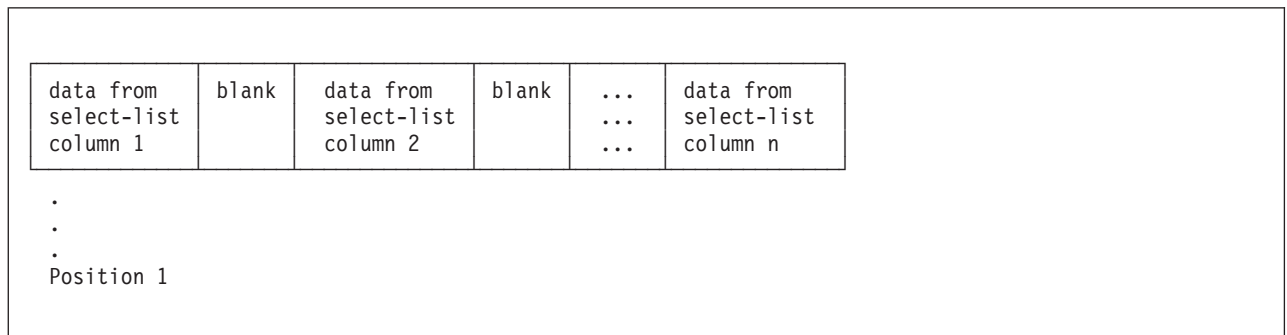 data from blank data from blank ... data from
select-list select-list ... select-list
column 1 column 2 ... column n
.
.
.
Position 1